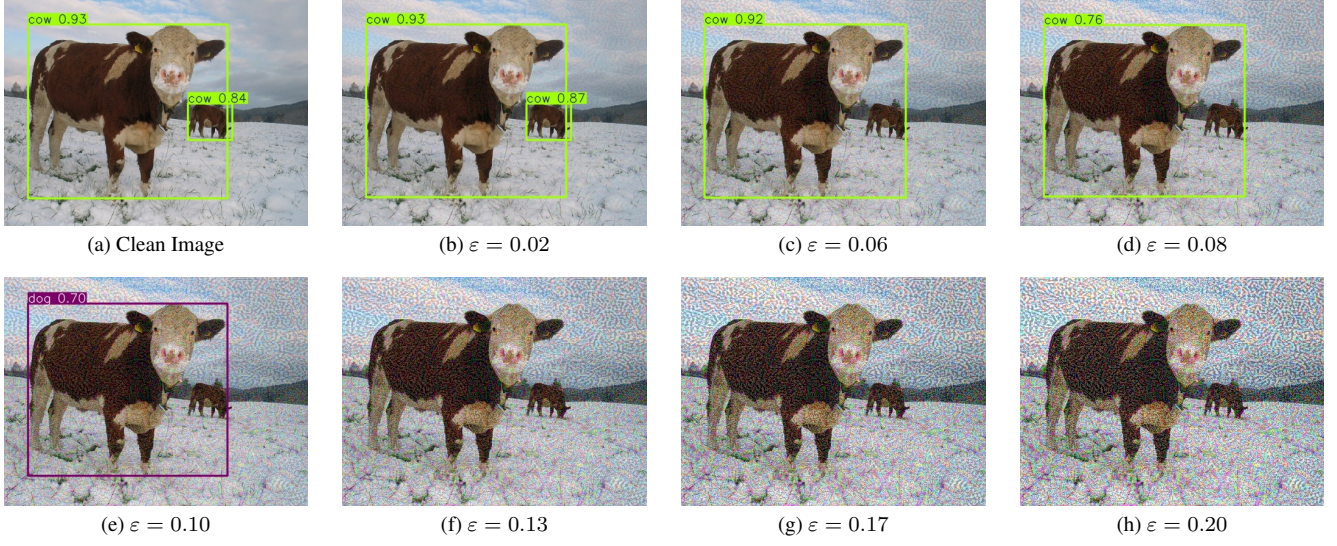 cow 0.93
cow 0.84
(a) Clean Image
cow 0.93
cow 0.87
(b) ε = 0.02
cow 0.92
(c) ε = 0.06
cow 0.76
(d) ε = 0.08
dog 0.70
(e) ε = 0.10
(f) ε = 0.13
(g) ε = 0.17
(h) ε = 0.20